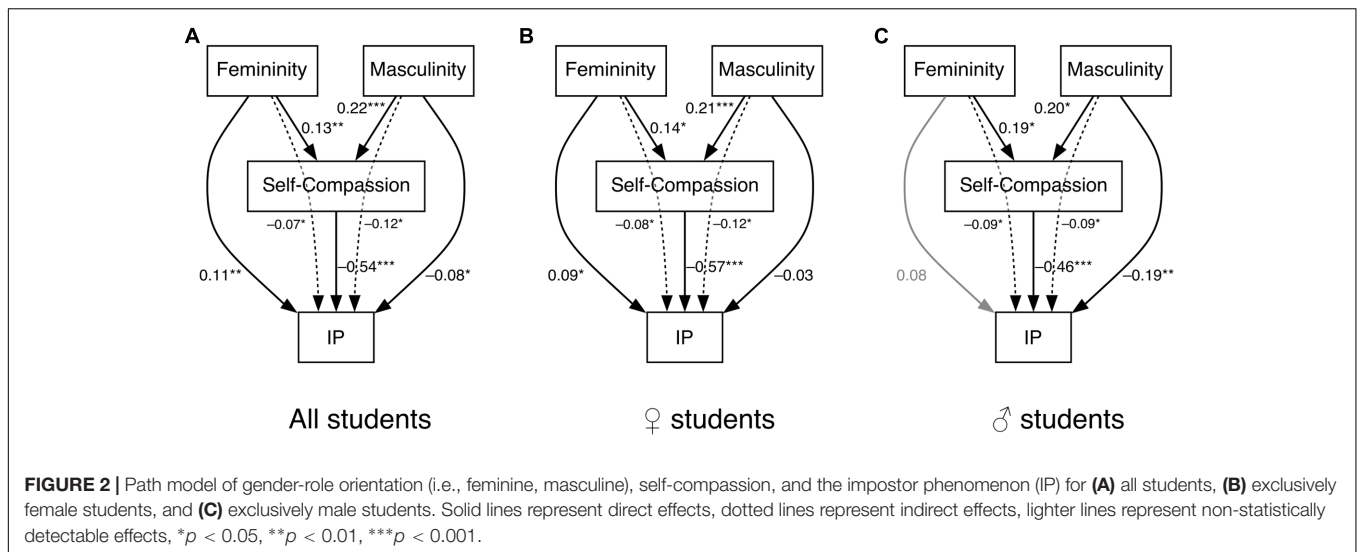 A
Femininity
Masculinity
0.22***
0.13**
Self-Compassion
–0.07*
–0.12*
0.11**
–0.54***
–0.08*
IP
All students
B
Femininity
Masculinity
0.21***
0.14*
Self-Compassion
–0.08*
–0.12*
0.09*
–0.57***
–0.03
IP
♀ students
C
Femininity
Masculinity
0.20*
0.19*
Self-Compassion
–0.09*
–0.09*
0.08
–0.46***
–0.19**
IP
♂ students
FIGURE 2 | Path model of gender-role orientation (i.e., feminine, masculine), self-compassion, and the impostor phenomenon (IP) for (A) all students, (B) exclusively
female students, and (C) exclusively male students. Solid lines represent direct effects, dotted lines represent indirect effects, lighter lines represent non-statistically
detectable effects, *p < 0.05, **p < 0.01, ***p < 0.001.